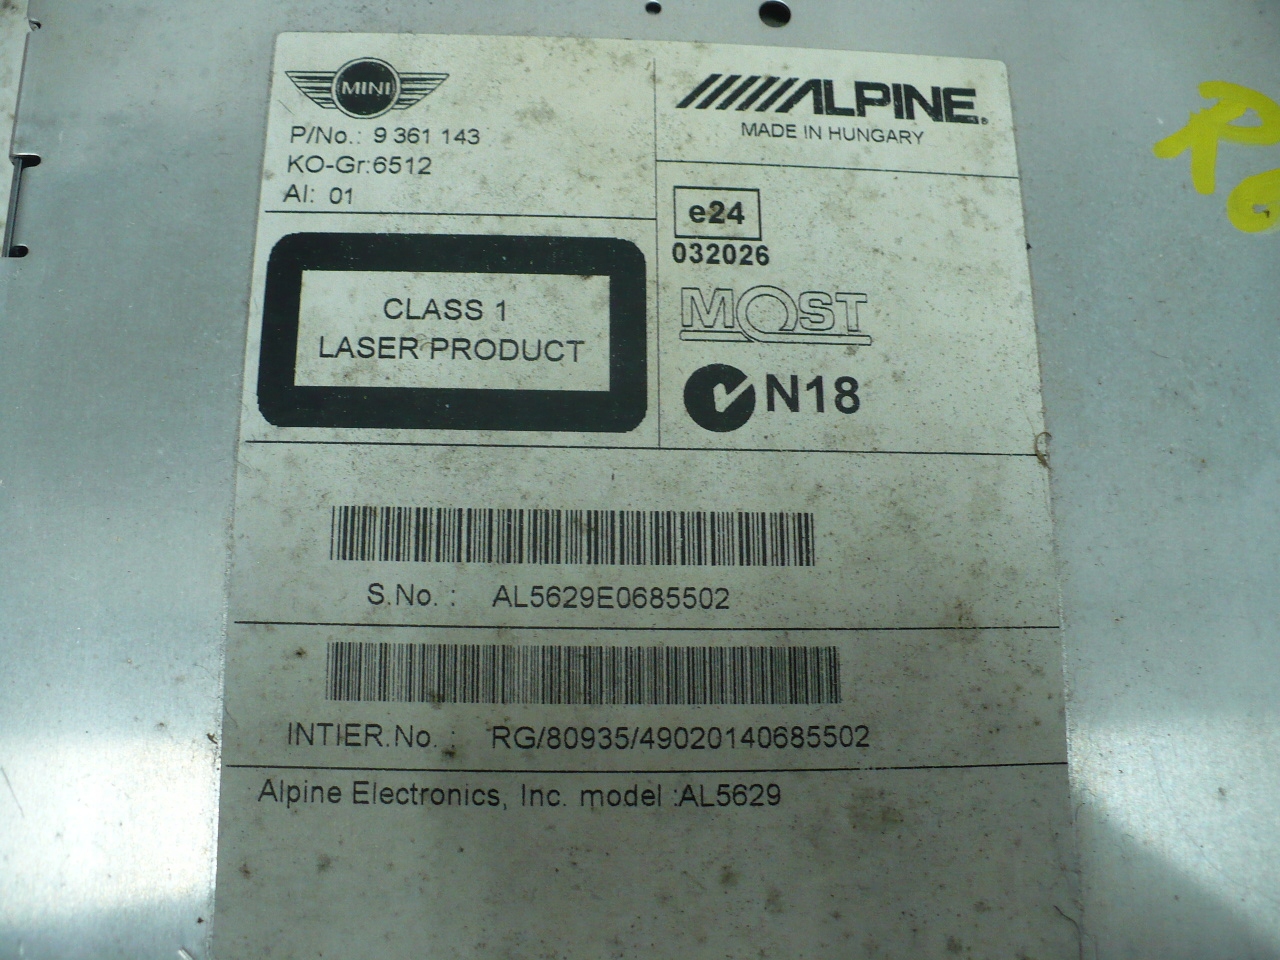 MINI
P/No.: 9 361 143
KO-Gr:6512
AI: 01
ALPINE®
MADE IN HUNGARY
e24
032026
MOST
N18
CLASS 1
LASER PRODUCT
S.No. : AL5629E0685502
INTIER.No. : RG/80935/49020140685502
Alpine Electronics, Inc. model :AL5629
R6